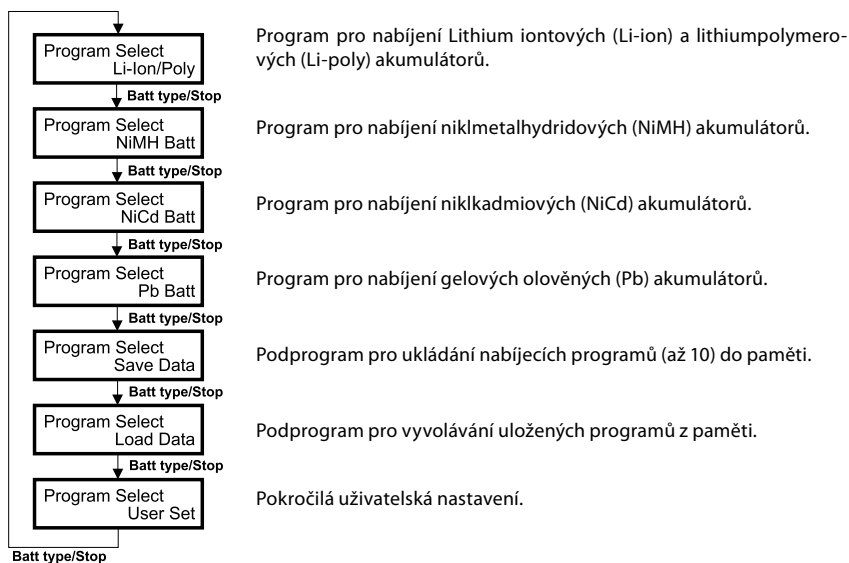 Program Select
Li-Ion/Poly
Program pro nabíjení Lithium iontových (Li-ion) a lithiumpolymero-
vých (Li-poly) akumulátorů.
Batt type/Stop
Program Select
NiMH Batt
Program pro nabíjení niklmetalhydridových (NiMH) akumulátorů.
Batt type/Stop
Program Select
NiCd Batt
Program pro nabíjení niklkadmiových (NiCd) akumulátorů.
Batt type/Stop
Program Select
Pb Batt
Program pro nabíjení gelových olověných (Pb) akumulátorů.
Batt type/Stop
Program Select
Save Data
Podprogram pro ukládání nabíjecích programů (až 10) do paměti.
Batt type/Stop
Program Select
Load Data
Podprogram pro vyvolávání uložených programů z paměti.
Batt type/Stop
Program Select
User Set
Pokročilá uživatelská nastavení.
Batt type/Stop